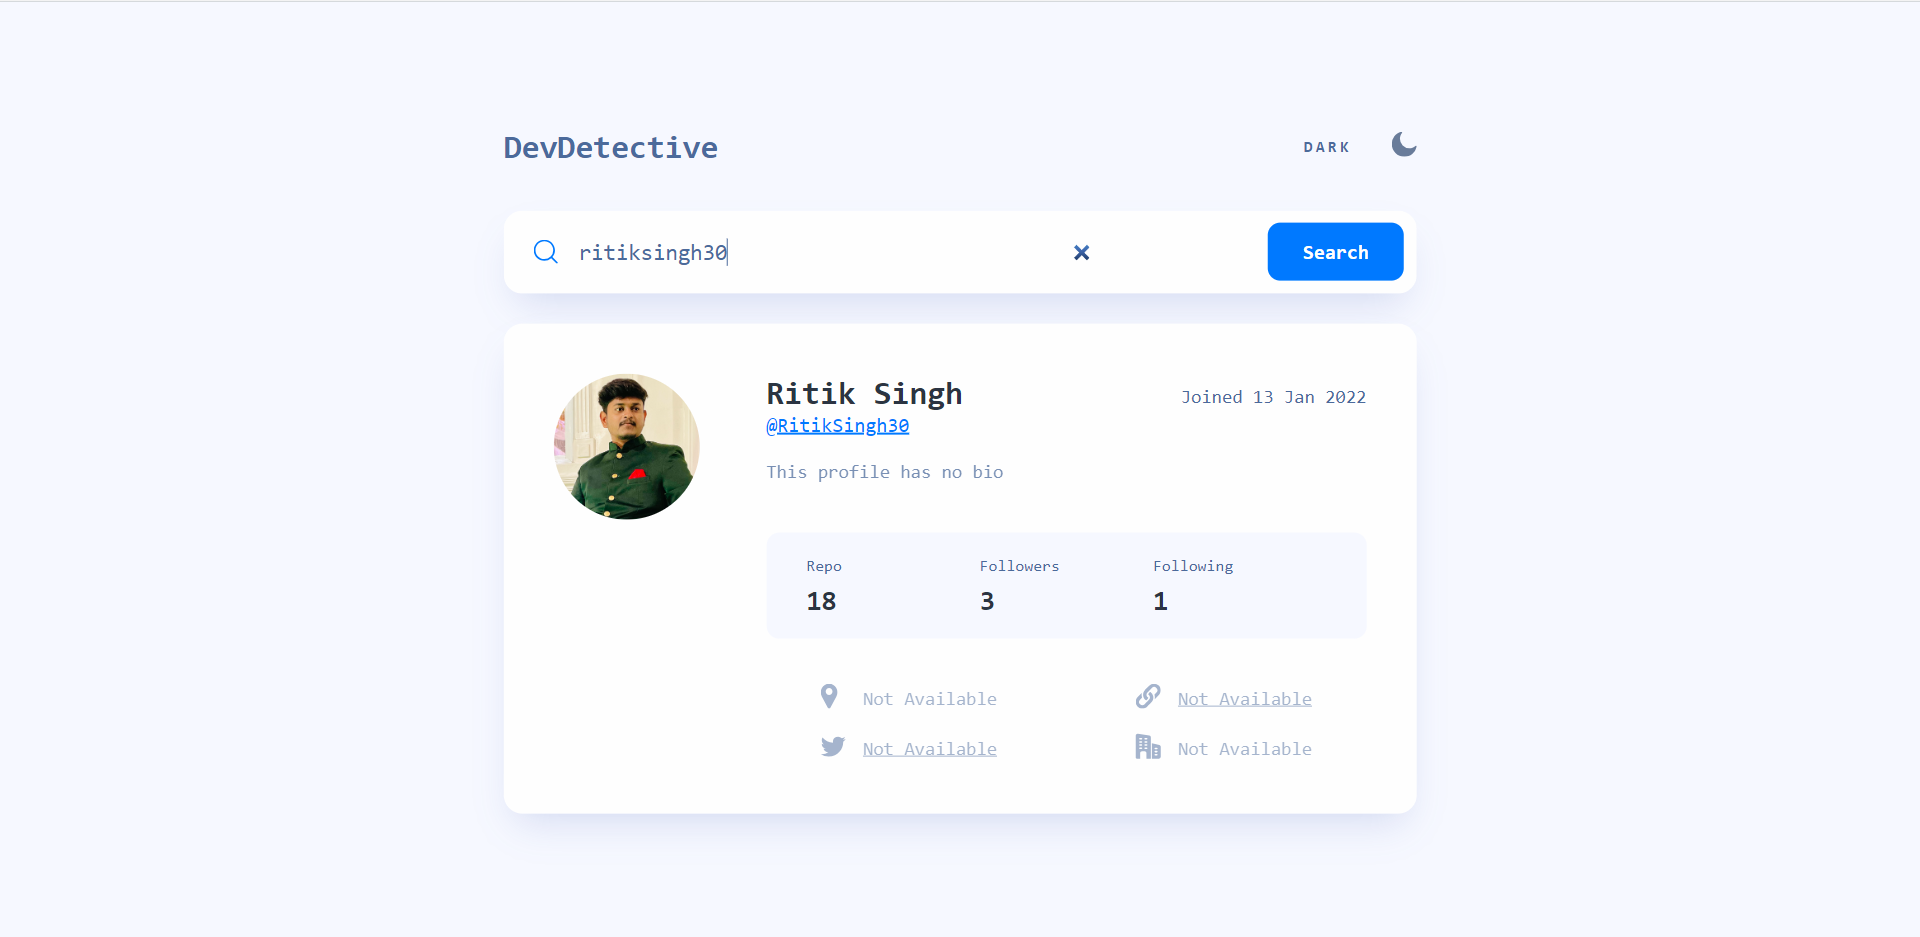 DevDetective
DARK
ritiksingh30
Search
Ritik Singh
Joined 13 Jan 2022
@RitikSingh30
This profile has no bio
Repo
Followers
Following
18
3
1
Not Available
Not Available
Not Available
Not Available